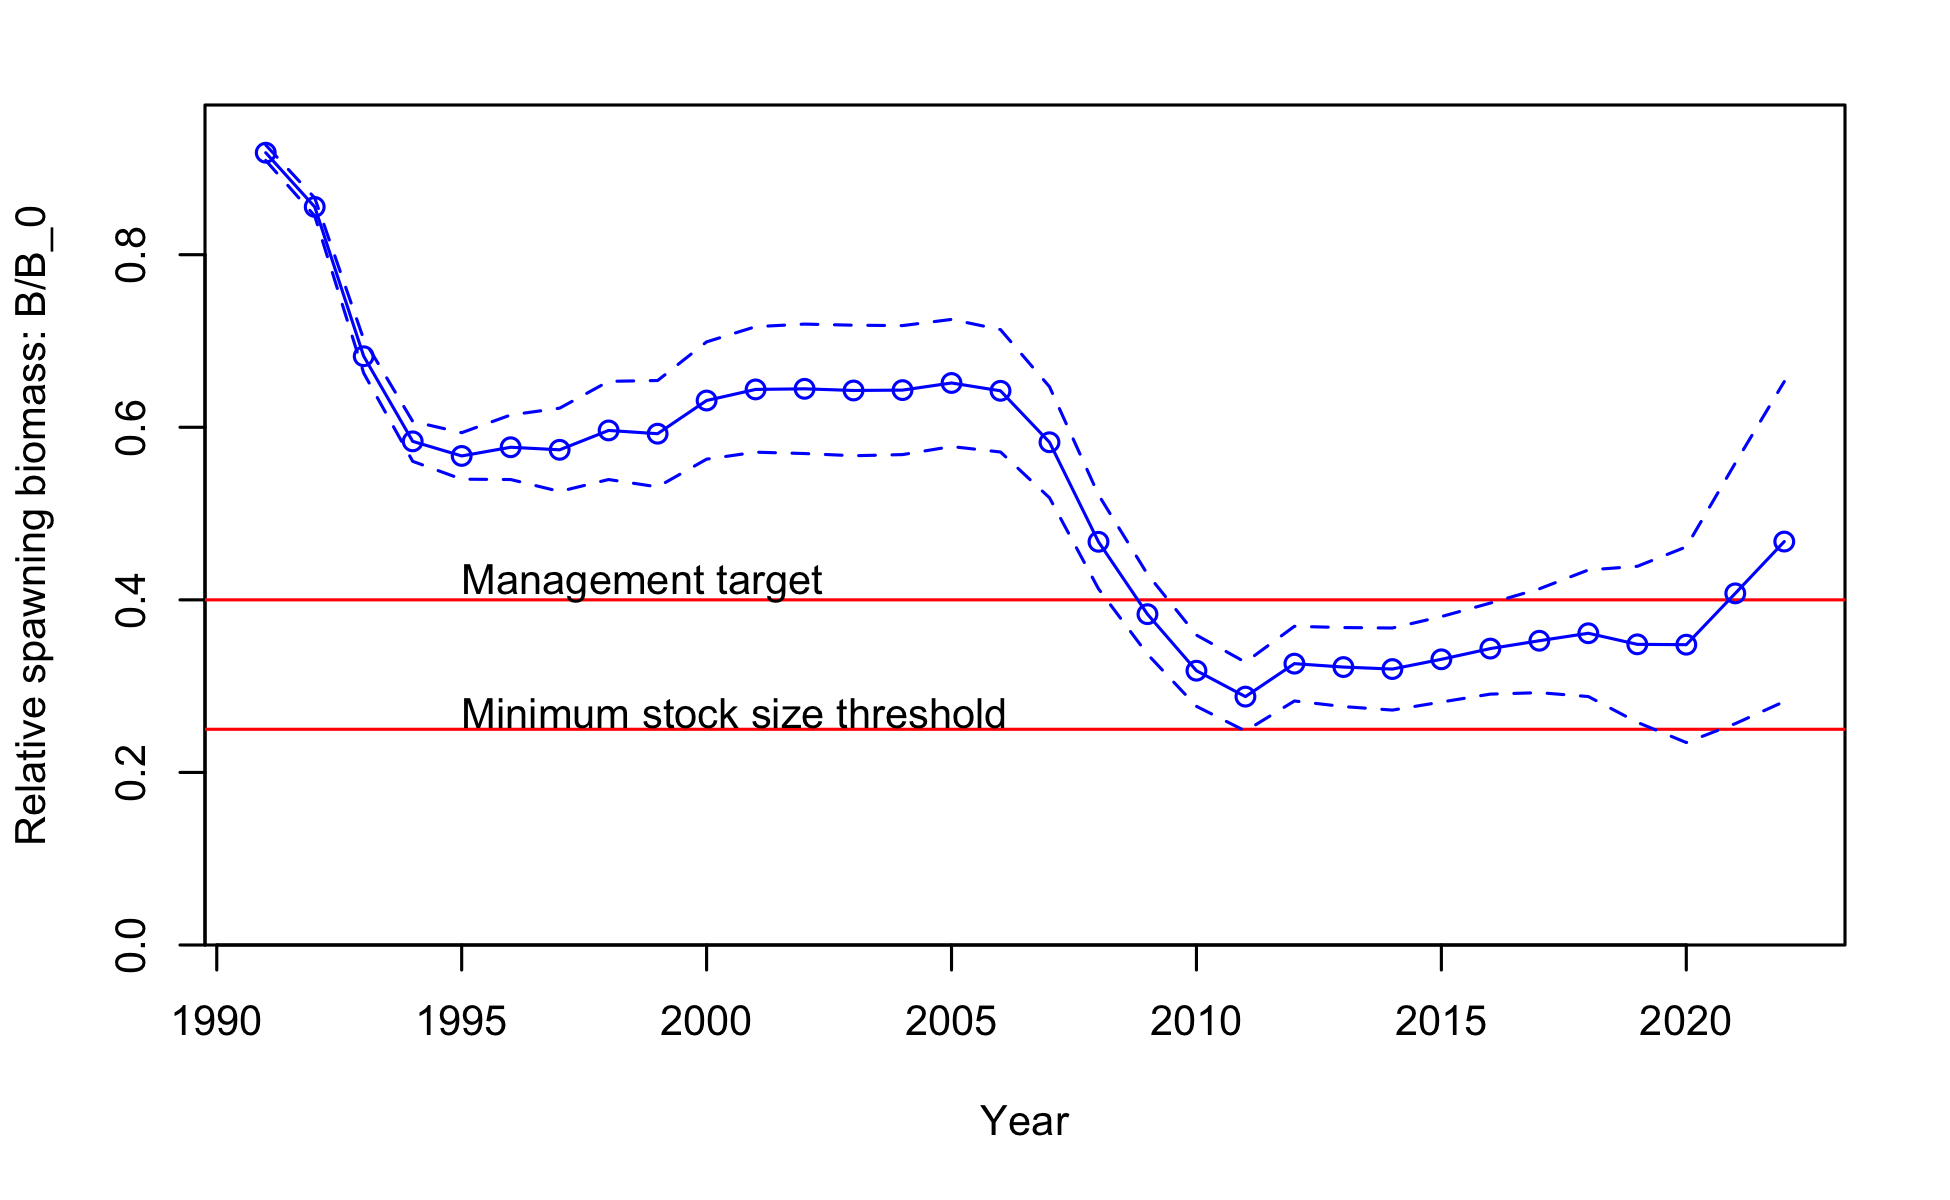 Relative spawning biomass: B/B_0
0.8
0.6
0.4
0.2
0.0
Management target
Minimum stock size threshold
1990 1995 2000 2005 2010 2015 2020
Year